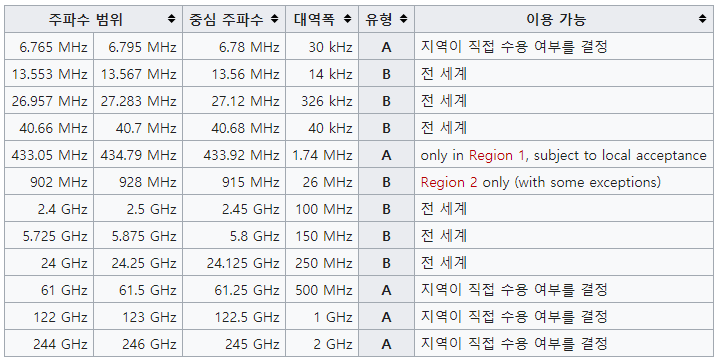 주파수 범위 중심 주파수 대역폭 유형 이용 가능
6.765 MHz 6.795 MHz 6.78 MHz 30 kHz A 지역이 직접 수용 여부를 결정
13.553 MHz 13.567 MHz 13.56 MHz 14 kHz B 전 세계
26.957 MHz 27.283 MHz 27.12 MHz 326 kHz B 전 세계
40.66 MHz 40.7 MHz 40.68 MHz 40 kHz B 전 세계
433.05 MHz 434.79 MHz 433.92 MHz 1.74 MHz A only in Region 1, subject to local acceptance
902 MHz 928 MHz 915 MHz 26 MHz B Region 2 only (with some exceptions)
2.4 GHz 2.5 GHz 2.45 GHz 100 MHz B 전 세계
5.725 GHz 5.875 GHz 5.8 GHz 150 MHz B 전 세계
24 GHz 24.25 GHz 24.125 GHz 250 MHz B 전 세계
61 GHz 61.5 GHz 61.25 GHz 500 MHz A 지역이 직접 수용 여부를 결정
122 GHz 123 GHz 122.5 GHz 1 GHz A 지역이 직접 수용 여부를 결정
244 GHz 246 GHz 245 GHz 2 GHz A 지역이 직접 수용 여부를 결정